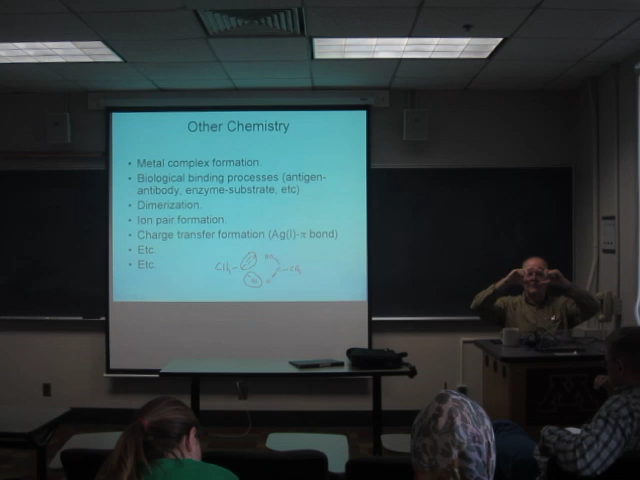 Other Chemistry
• Metal complex formation.
• Biological binding processes (antigen-
antibody, enzyme-substrate, etc)
• Dimerization.
• Ion pair formation.
• Charge transfer formation (Ag(I)-π bond)
• Etc.
• Etc.